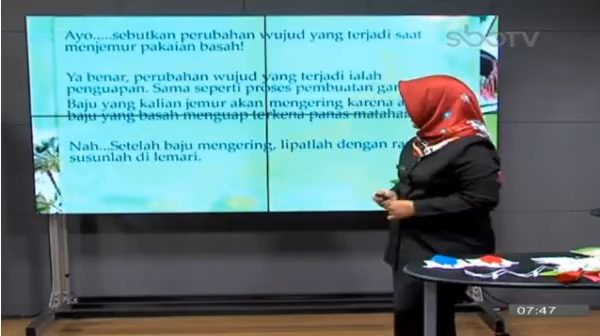 Ayo.....sebutkan perubahan wujud yang terjadi saat
menjemur pakaian basah!
sboTV
Ya benar, perubahan wujud yang terjadi ialah
penguapan. Sama seperti proses pembuatan
Baju yang kalian jemur akan mengering karena
baju yang basah menguap terkena panas
Nah...Setelah baju mengering, lipatlah dengan
susunlah di lemari.
07:47